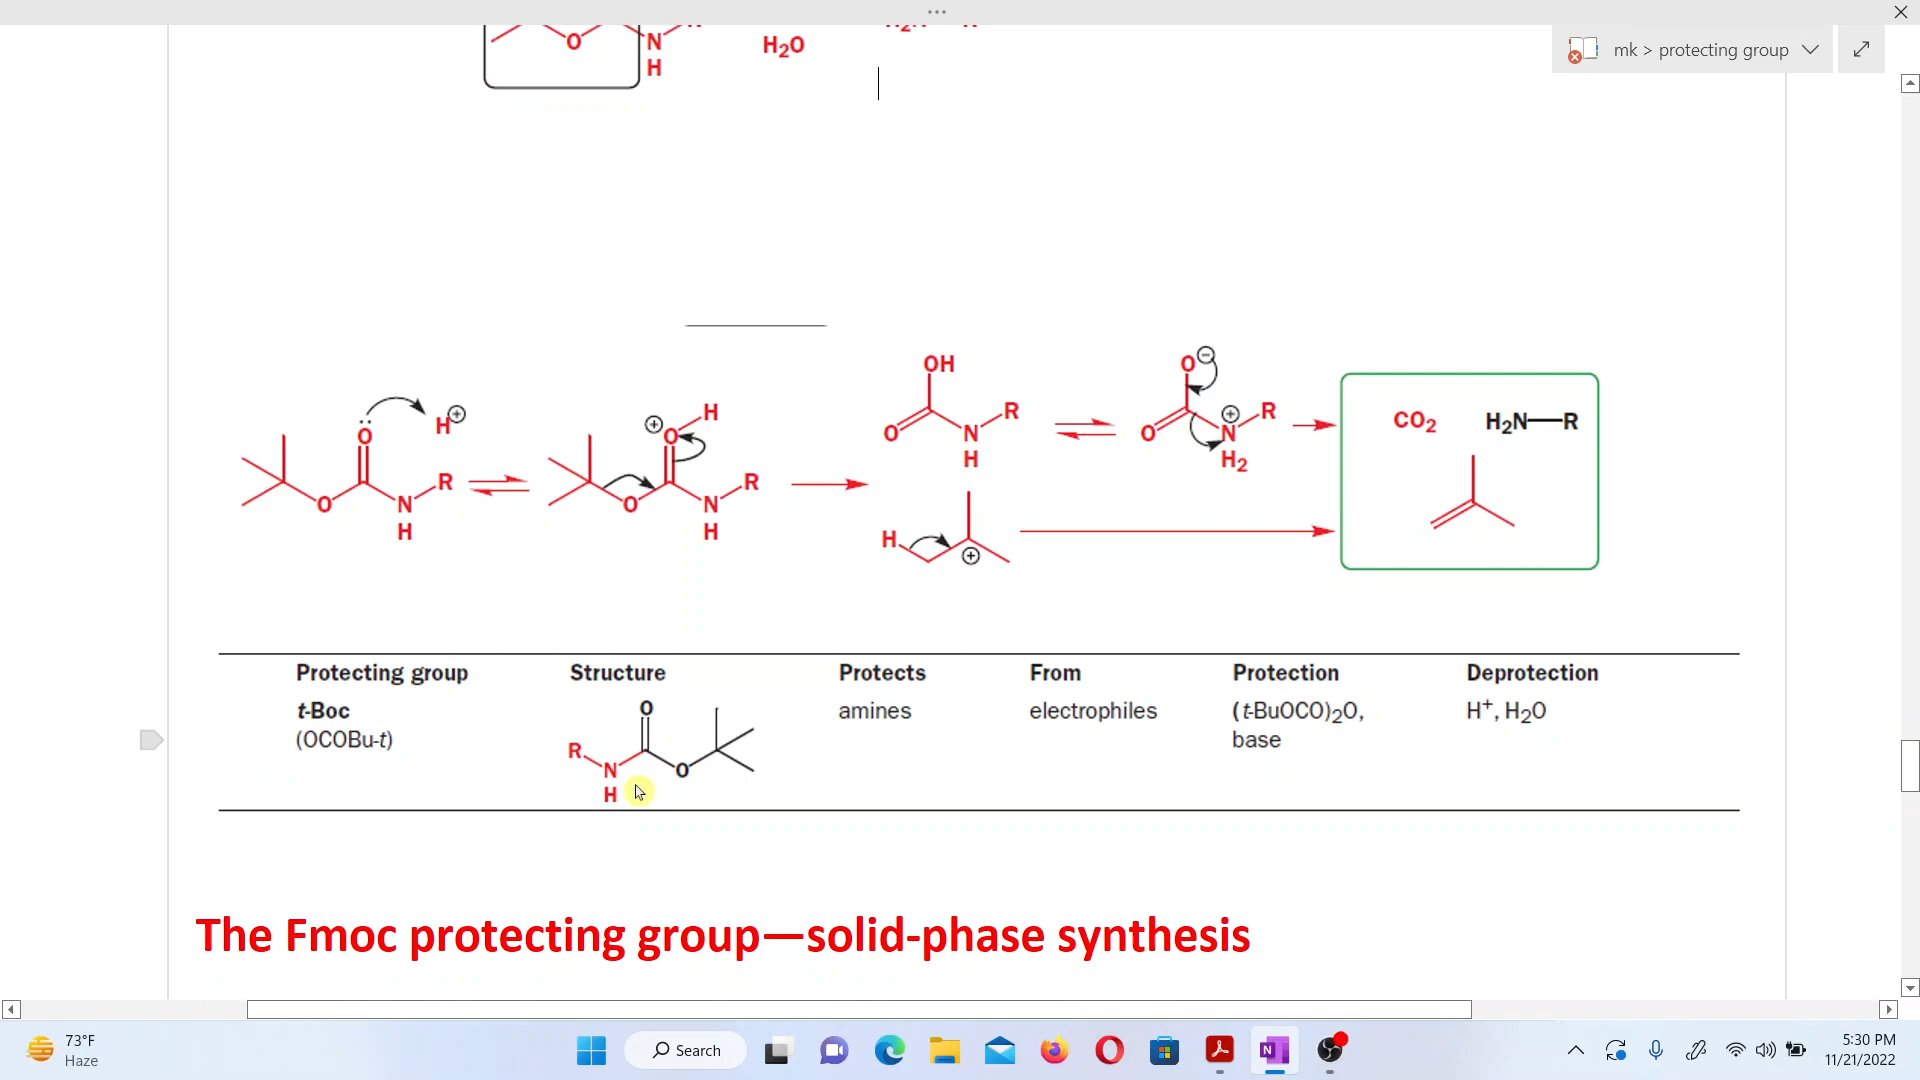 mk > protecting group
O N H
H₂O
OH
O N H R
O H⊕
O N H R
⊕ O H
O N H R
O⊖
O ⊕N H₂ R
CO₂ H₂N—R
H
⊕
Protecting group Structure Protects From Protection Deprotection
t-Boc amines electrophiles (t-BuOCO)₂O, H⁺, H₂O
(OCOBu-t) base
O
R N H O
The Fmoc protecting group—solid-phase synthesis
73°F
Haze
Search
5:30 PM
11/21/2022